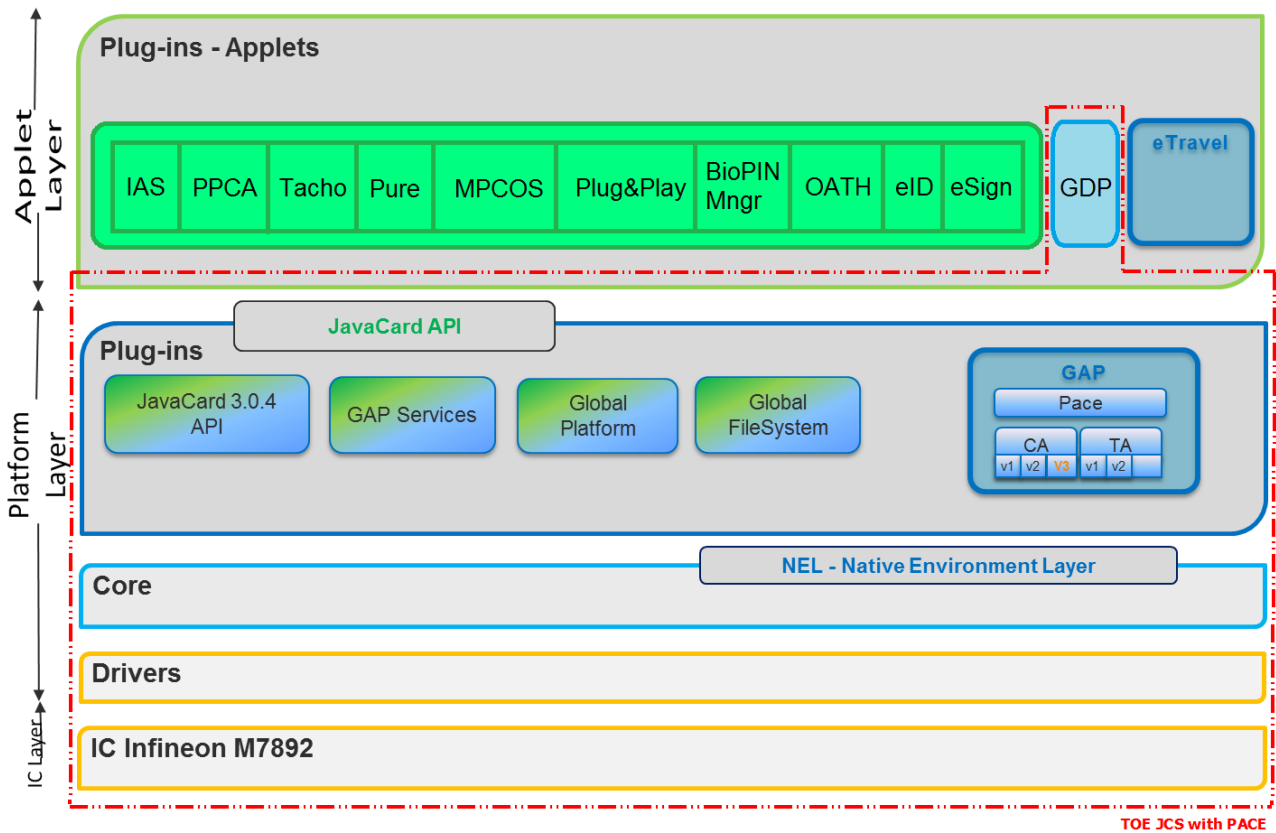 Plug-ins - Applets
Applet
Layer
IAS
PPCA
Tacho
Pure
MPCOS
Plug&Play
BioPIN
Mngr
OATH
eID
eSign
GDP
eTravel
JavaCard API
Plug-ins
Platform
Layer
JavaCard 3.0.4
API
GAP Services
Global
Platform
Global
FileSystem
GAP
Pace
CA
TA
v1
v2
V3
v1
v2
NEL - Native Environment Layer
Core
Drivers
IC Layer
IC Infineon M7892
TOE JCS with PACE